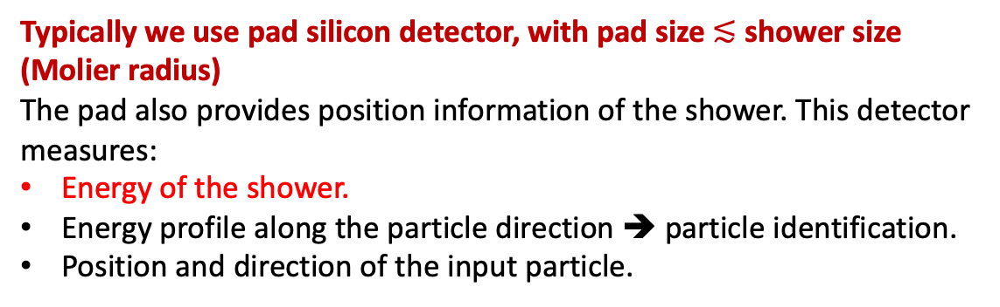 Typically we use pad silicon detector, with pad size ≲ shower size
(Molier radius)
The pad also provides position information of the shower. This detector
measures:
• Energy of the shower.
• Energy profile along the particle direction ➔ particle identification.
• Position and direction of the input particle.